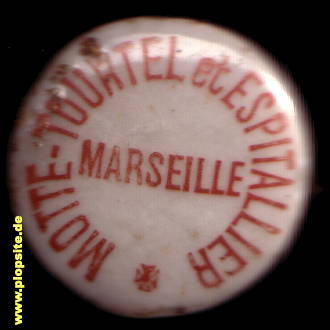 MOTTE-TOURTEL et ESPITALLIER
MARSEILLE
www.plopsite.de